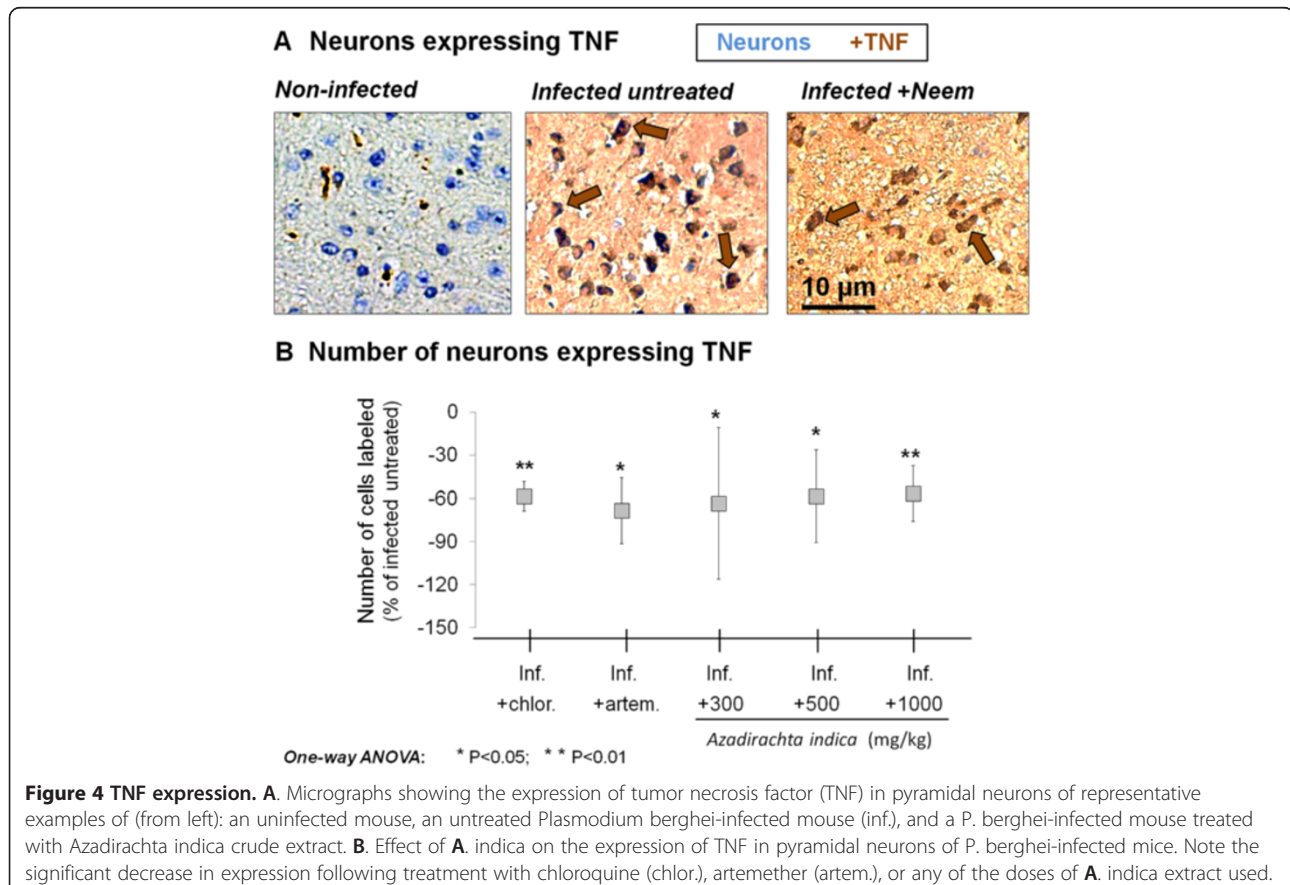 A Neurons expressing TNF
Neurons +TNF
Non-infected Infected untreated Infected +Neem
10 µm
B Number of neurons expressing TNF
Number of cells labeled
(% of infected untreated)
0
-30
-60
-90
-120
-150
** * * * **
Inf. Inf. Inf. Inf. Inf.
+chlor. +artem. +300 +500 +1000
Azadirachta indica (mg/kg)
One-way ANOVA: * P<0.05; * * P<0.01
Figure 4 TNF expression. A. Micrographs showing the expression of tumor necrosis factor (TNF) in pyramidal neurons of representative
examples of (from left): an uninfected mouse, an untreated Plasmodium berghei-infected mouse (inf.), and a P. berghei-infected mouse treated
with Azadirachta indica crude extract. B. Effect of A. indica on the expression of TNF in pyramidal neurons of P. berghei-infected mice. Note the
significant decrease in expression following treatment with chloroquine (chlor.), artemether (artem.), or any of the doses of A. indica extract used.